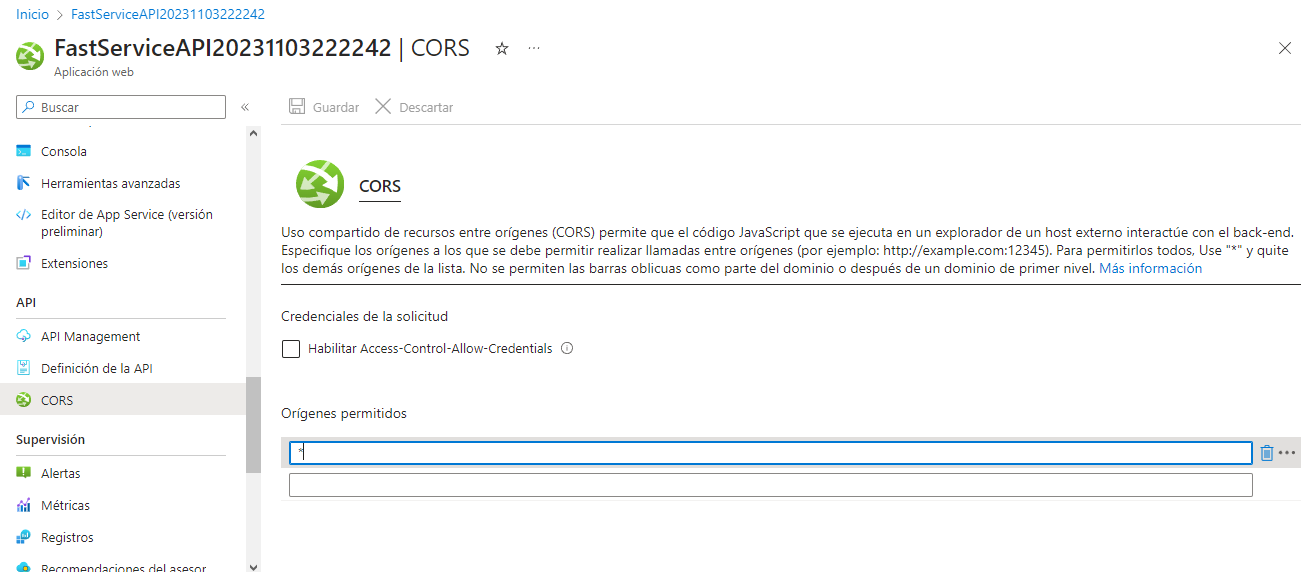 Inicio > FastServiceAPI20231103222242
FastServiceAPI20231103222242 | CORS ☆ ···
Aplicación web
Buscar «
Consola
Herramientas avanzadas
Editor de App Service (versión
preliminar)
Extensiones
API
API Management
Definición de la API
CORS
Supervisión
Alertas
Métricas
Registros
Recomendaciones del asesor
Guardar Descartar
CORS
Uso compartido de recursos entre orígenes (CORS) permite que el código JavaScript que se ejecuta en un explorador de un host externo interactúe con el back-end.
Especifique los orígenes a los que se debe permitir realizar llamadas entre orígenes (por ejemplo: http://example.com:12345). Para permitirlos todos, Use "*" y quite
los demás orígenes de la lista. No se permiten las barras oblicuas como parte del dominio o después de un dominio de primer nivel. Más información
Credenciales de la solicitud
Habilitar Access-Control-Allow-Credentials
Orígenes permitidos
*